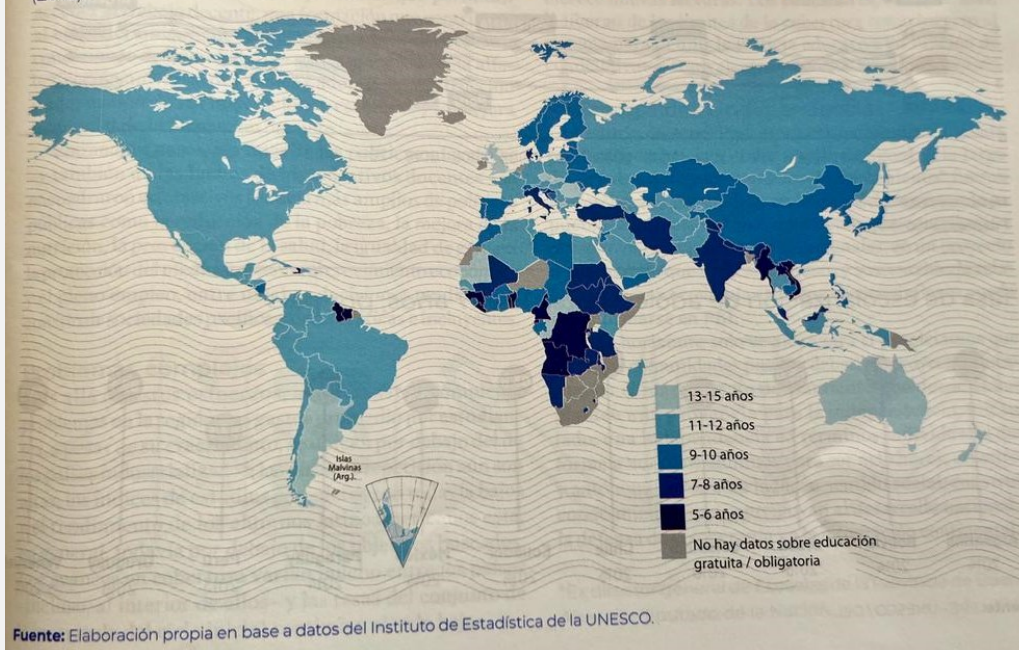 Islas
Malvinas
(Arg.)
13-15 años
11-12 años
9-10 años
7-8 años
5-6 años
No hay datos sobre educación
gratuita / obligatoria
Fuente: Elaboración propia en base a datos del Instituto de Estadística de la UNESCO.